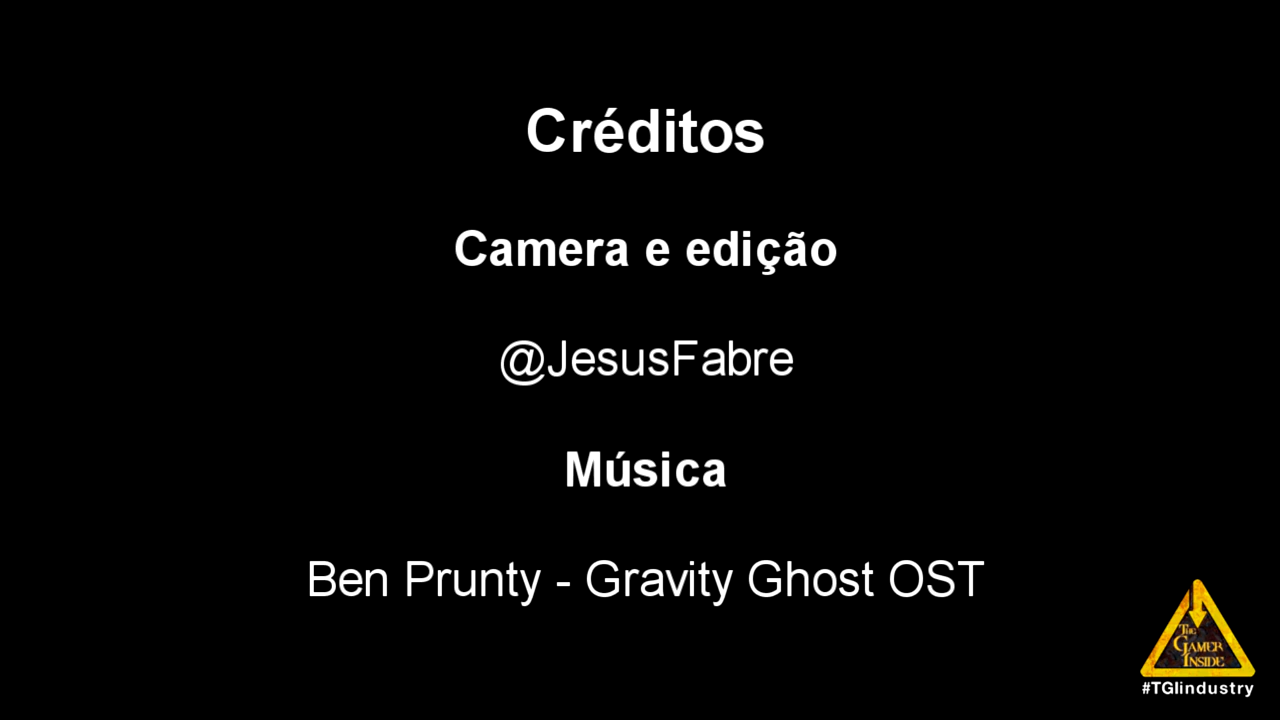 Créditos
Camera e edição
@JesusFabre
Música
Ben Prunty - Gravity Ghost OST
THE
GAMER
INSIDE
#TGIindustry